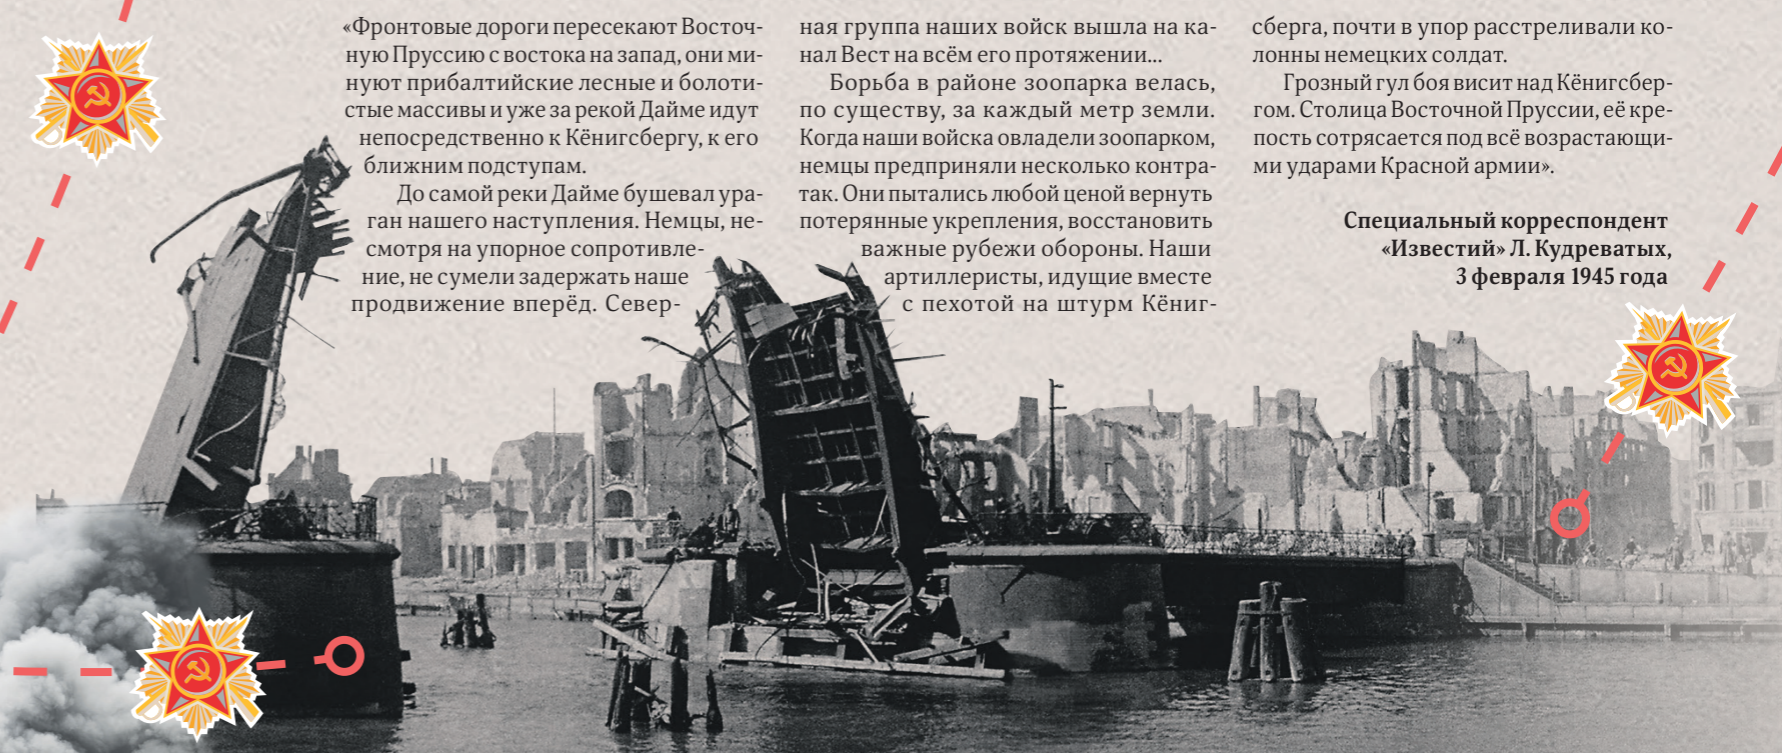 «Фронтовые дороги пересекают Восточ-
ную Пруссию с востока на запад, они ми-
нуют прибалтийские лесные и болоти-
стые массивы и уже за рекой Дайме идут
непосредственно к Кёнигсбергу, к его
ближним подступам.
До самой реки Дайме бушевал ура-
ган нашего наступления. Немцы, не-
смотря на упорное сопротивле-
ние, не сумели задержать наше
продвижение вперёд. Север-
ная группа наших войск вышла на ка-
нал Вест на всём его протяжении...
Борьба в районе зоопарка велась,
по существу, за каждый метр земли.
Когда наши войска овладели зоопарком,
немцы предприняли несколько контра-
так. Они пытались любой ценой вернуть
потерянные укрепления, восстановить
важные рубежи обороны. Наши
артиллеристы, идущие вместе
с пехотой на штурм Кёниг-
сберга, почти в упор расстреливали ко-
лонны немецких солдат.
Грозный гул боя висит над Кёнигсбер-
гом. Столица Восточной Пруссии, её кре-
пость сотрясается под всё возрастающи-
ми ударами Красной армии».
Специальный корреспондент
«Известий» Л. Кудреватых,
3 февраля 1945 года